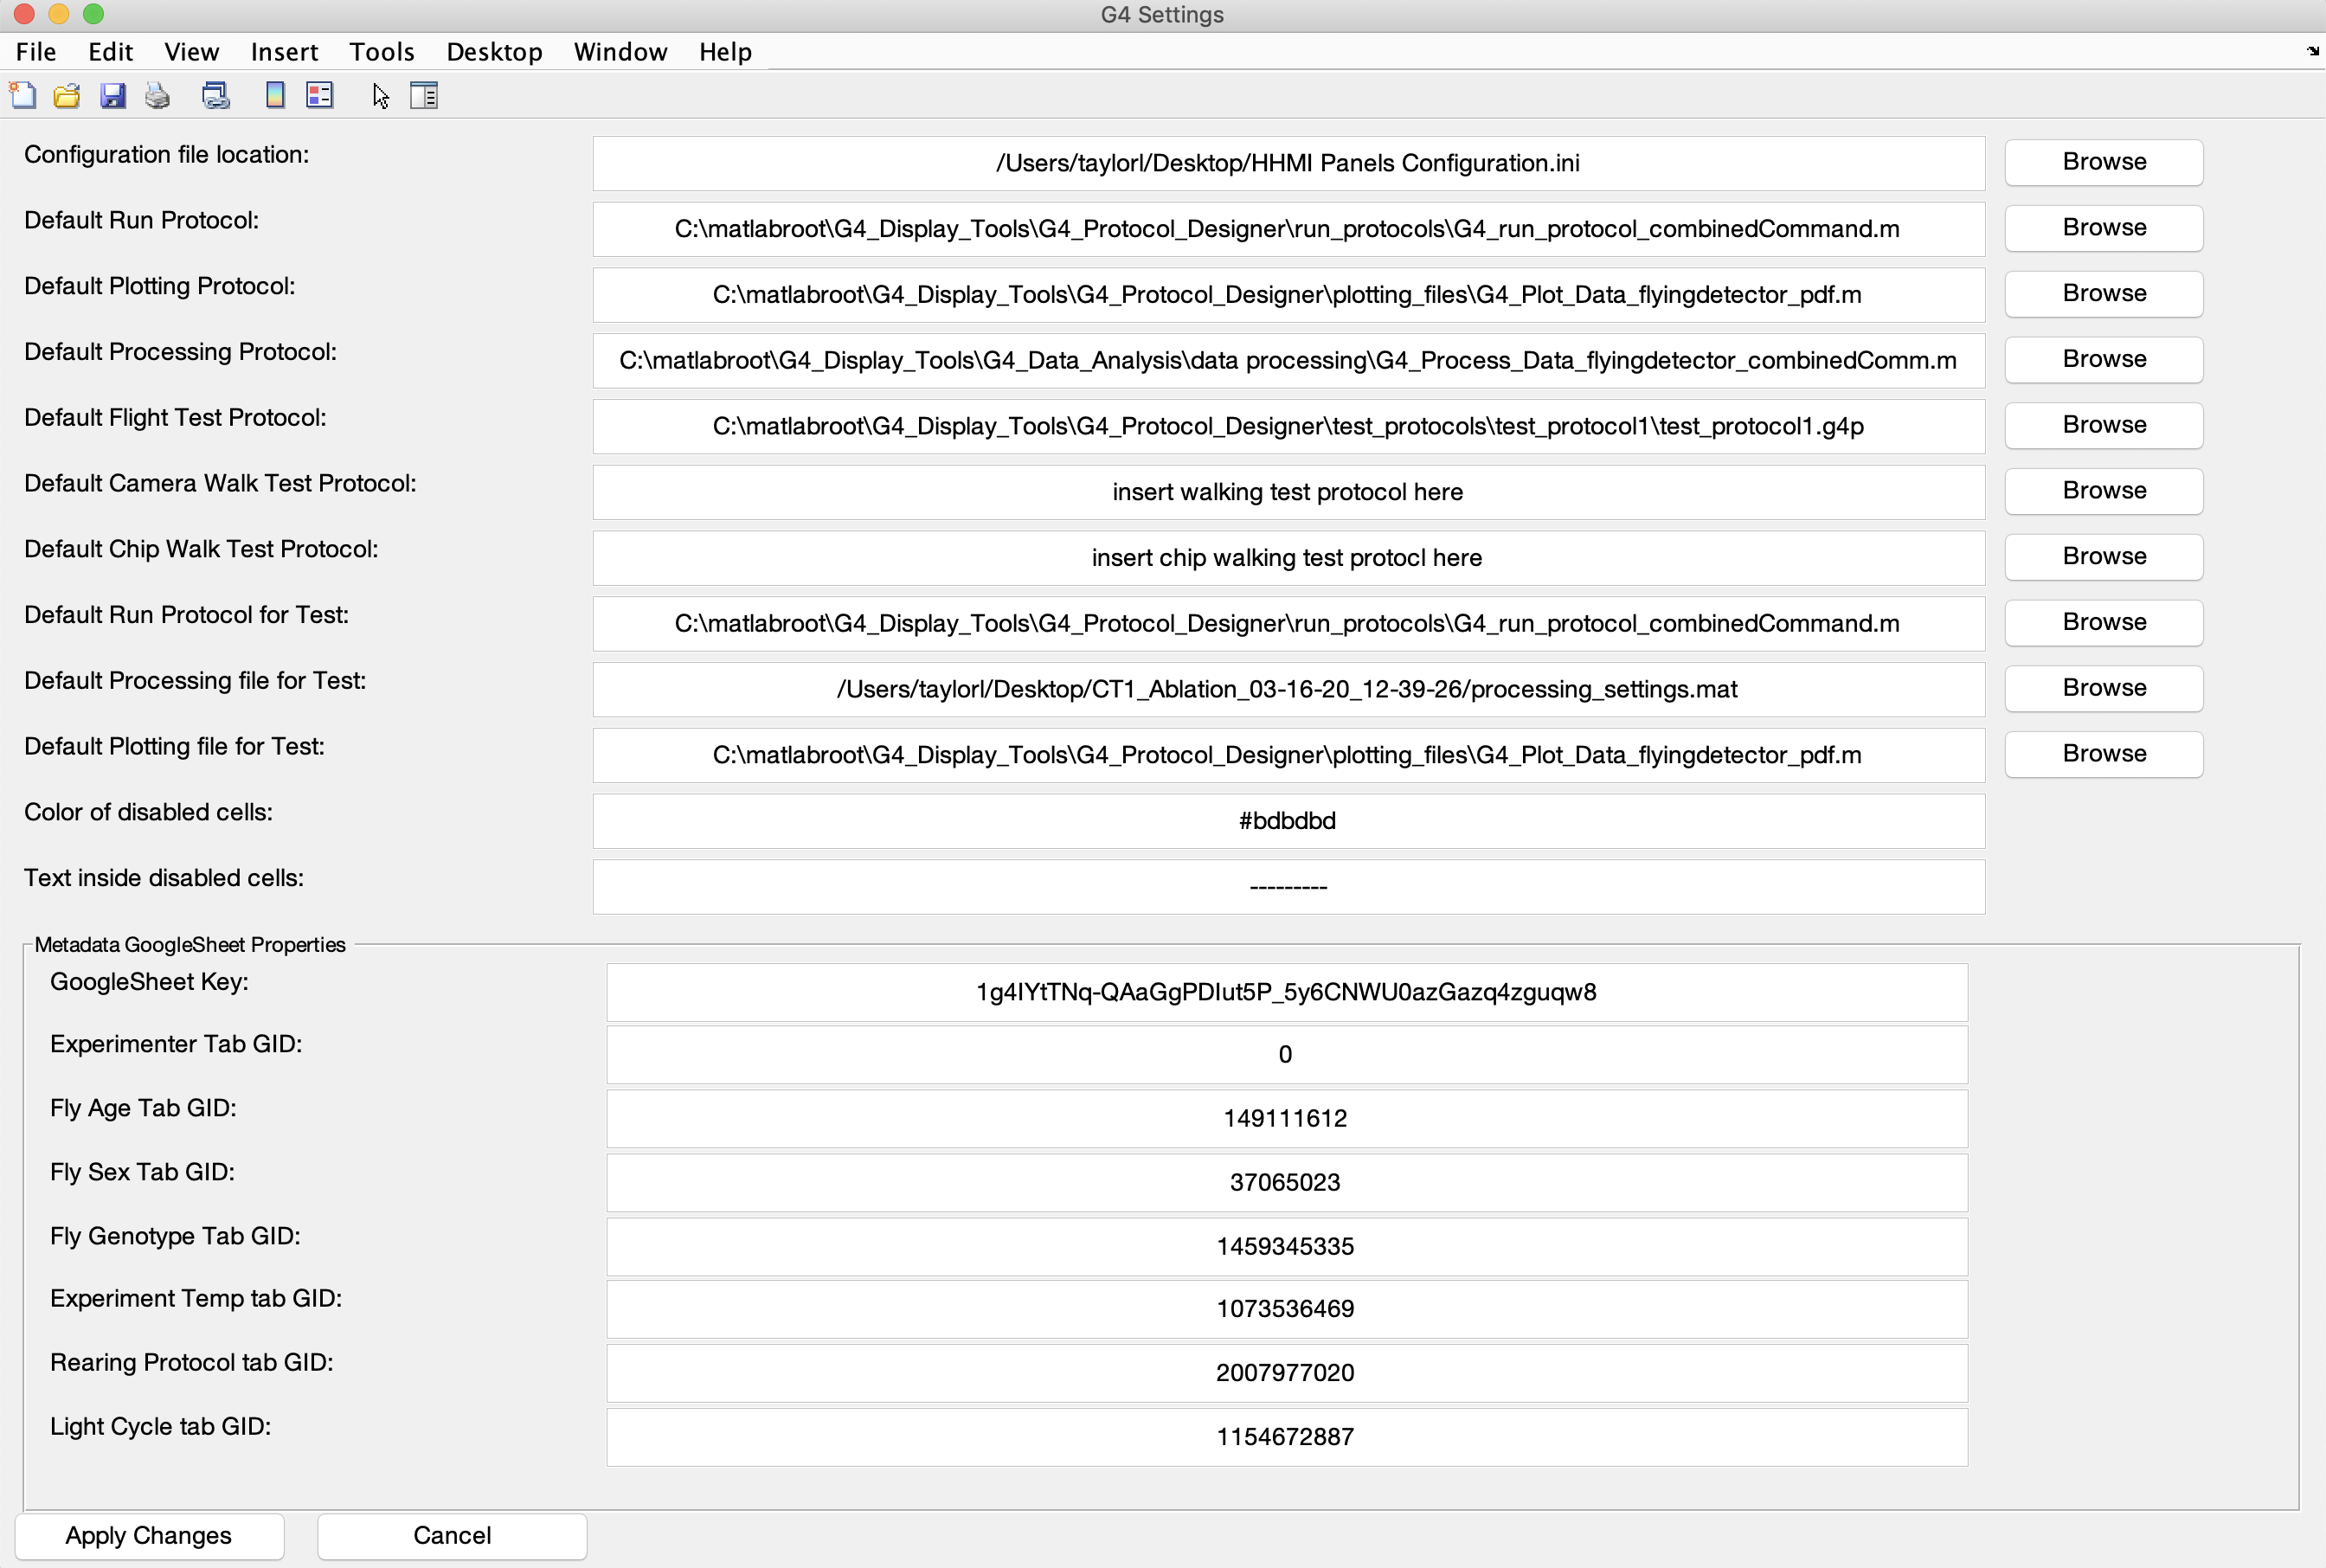 G4 Settings
File Edit View Insert Tools Desktop Window Help
Configuration file location: /Users/taylorl/Desktop/HHMI Panels Configuration.ini Browse
Default Run Protocol: C:\matlabroot\G4_Display_Tools\G4_Protocol_Designer\run_protocols\G4_run_protocol_combinedCommand.m Browse
Default Plotting Protocol: C:\matlabroot\G4_Display_Tools\G4_Protocol_Designer\plotting_files\G4_Plot_Data_flyingdetector_pdf.m Browse
Default Processing Protocol: C:\matlabroot\G4_Display_Tools\G4_Data_Analysis\data processing\G4_Process_Data_flyingdetector_combinedComm.m Browse
Default Flight Test Protocol: C:\matlabroot\G4_Display_Tools\G4_Protocol_Designer\test_protocols\test_protocol1\test_protocol1.g4p Browse
Default Camera Walk Test Protocol: insert walking test protocol here Browse
Default Chip Walk Test Protocol: insert chip walking test protocl here Browse
Default Run Protocol for Test: C:\matlabroot\G4_Display_Tools\G4_Protocol_Designer\run_protocols\G4_run_protocol_combinedCommand.m Browse
Default Processing file for Test: /Users/taylorl/Desktop/CT1_Ablation_03-16-20_12-39-26/processing_settings.mat Browse
Default Plotting file for Test: C:\matlabroot\G4_Display_Tools\G4_Protocol_Designer\plotting_files\G4_Plot_Data_flyingdetector_pdf.m Browse
Color of disabled cells: #bdbdbd
Text inside disabled cells: ---------
Metadata GoogleSheet Properties
GoogleSheet Key: 1g4IYtTNq-QAaGgPDIut5P_5y6CNWU0azGazq4zguqw8
Experimenter Tab GID: 0
Fly Age Tab GID: 149111612
Fly Sex Tab GID: 37065023
Fly Genotype Tab GID: 1459345335
Experiment Temp tab GID: 1073536469
Rearing Protocol tab GID: 2007977020
Light Cycle tab GID: 1154672887
Apply Changes Cancel